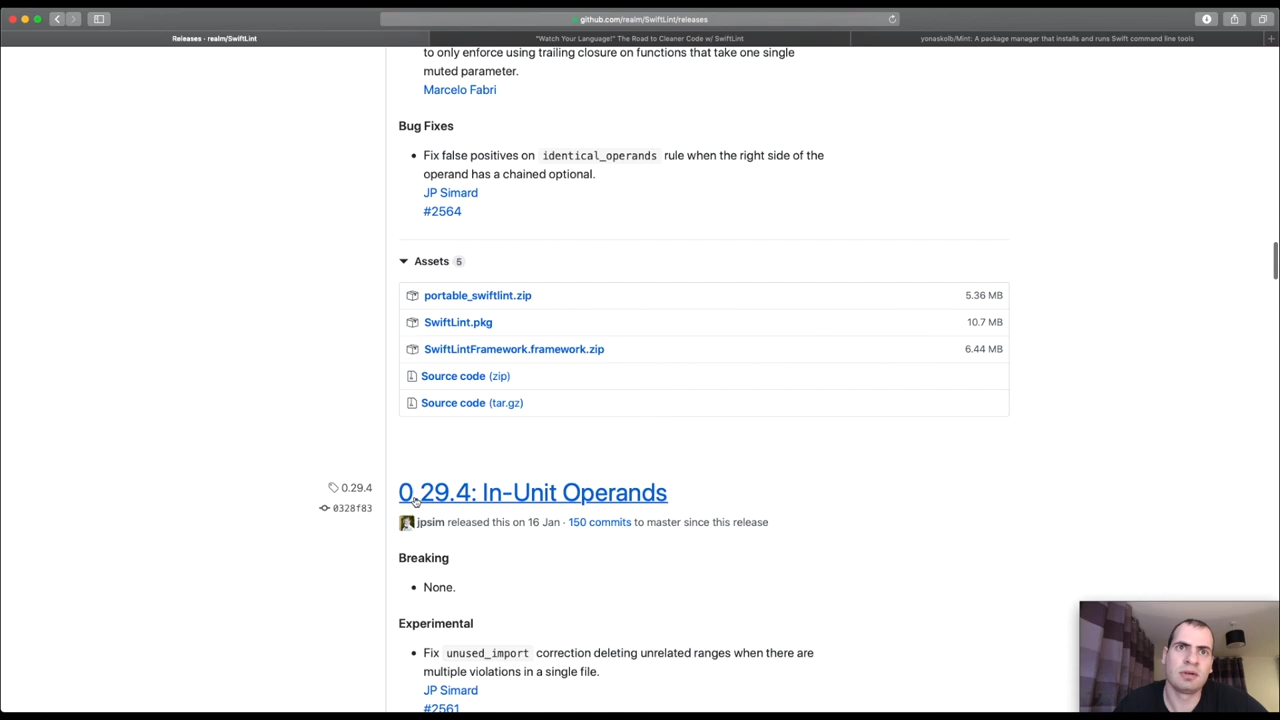 github.com/realm/SwiftLint/releases
Releases · realm/SwiftLint
"Watch Your Language!" The Road to Cleaner Code w/ SwiftLint
yonaskolb/Mint: A package manager that installs and runs Swift command line tools
to only enforce using trailing closure on functions that take one single
muted parameter.
Marcelo Fabri
Bug Fixes
Fix false positives on identical_operands rule when the right side of the
operand has a chained optional.
JP Simard
#2564
Assets 5
portable_swiftlint.zip 5.36 MB
SwiftLint.pkg 10.7 MB
SwiftLintFramework.framework.zip 6.44 MB
Source code (zip)
Source code (tar.gz)
0.29.4
0328f83
0.29.4: In-Unit Operands
jpsim released this on 16 Jan · 150 commits to master since this release
Breaking
None.
Experimental
Fix unused_import correction deleting unrelated ranges when there are
multiple violations in a single file.
JP Simard
#2561